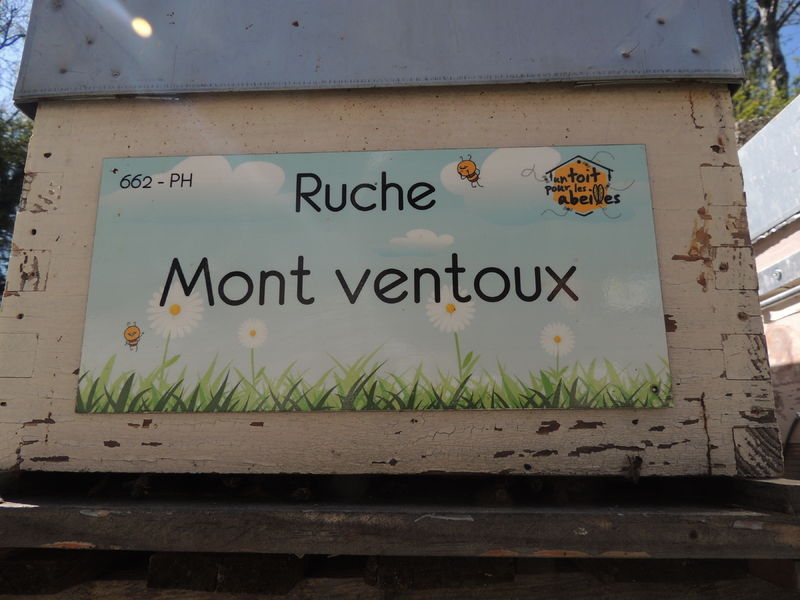 662 - PH
Ruche
un toit
pour les
abeilles
Mont ventoux
H